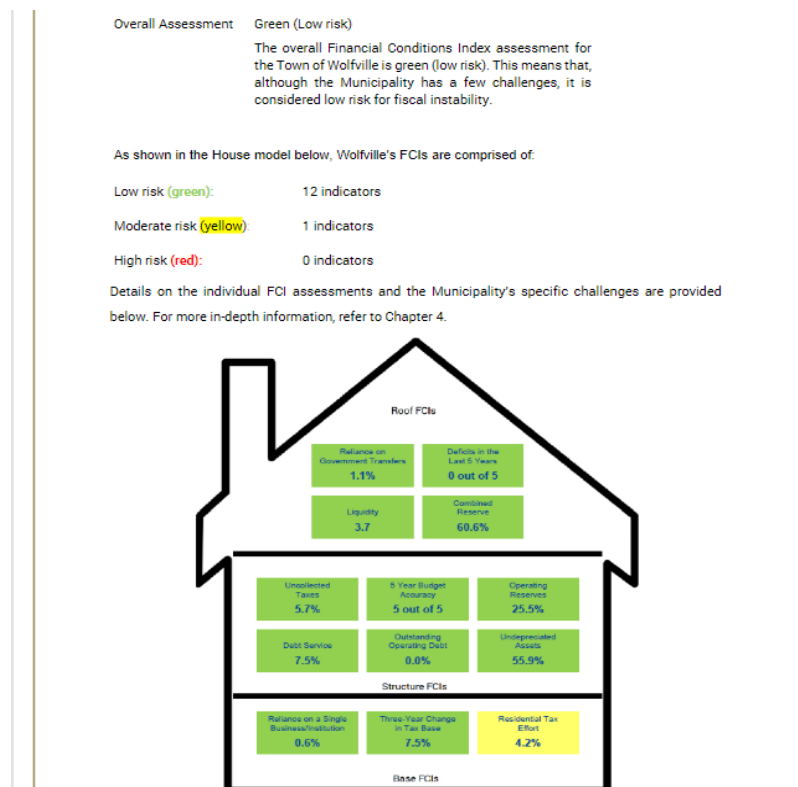 Overall Assessment Green (Low risk)
The overall Financial Conditions Index assessment for
the Town of Wolfville is green (low risk). This means that,
although the Municipality has a few challenges, it is
considered low risk for fiscal instability.
As shown in the House model below, Wolfville's FCIs are comprised of:
Low risk (green): 12 indicators
Moderate risk (yellow): 1 indicators
High risk (red): 0 indicators
Details on the individual FCI assessments and the Municipality's specific challenges are provided
below. For more in-depth information, refer to Chapter 4.
Roof FCIs
Reliance on
Government Transfers
1.1%
Deficits in the
Last 5 Years
0 out of 5
Liquidity
3.7
Combined
Reserve
60.6%
Uncollected
Taxes
5.7%
5 Year Budget
Accuracy
5 out of 5
Operating
Reserves
25.5%
Debt Service
7.5%
Outstanding
Operating Debt
0.0%
Undepreciated
Assets
55.9%
Structure FCIs
Reliance on a Single
Business/Institution
0.6%
Three-Year Change
in Tax Base
7.5%
Residential Tax
Effort
4.2%
Base FCIs